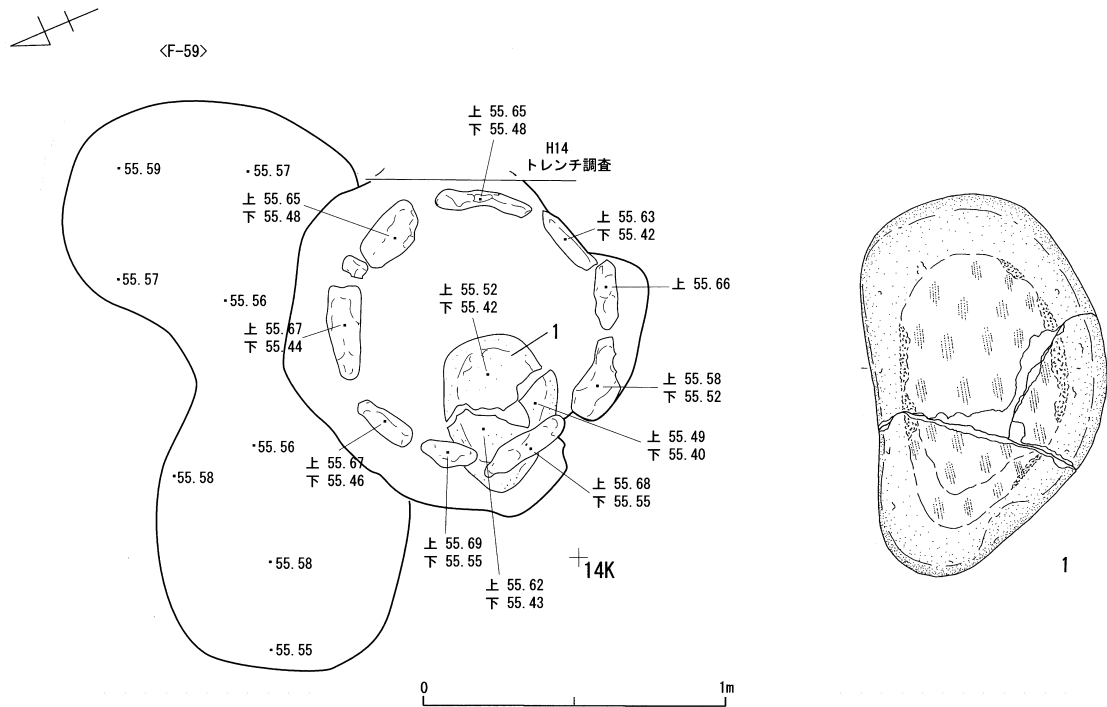 〈F-59〉
上 55.65
下 55.48
H14
トレンチ調査
・55.59
・55.57
上 55.65
下 55.48
上 55.63
下 55.42
・55.57
・55.56
上 55.52
下 55.42
上 55.66
上 55.67
下 55.44
1
上 55.58
下 55.52
・55.56
上 55.49
下 55.40
上 55.67
下 55.46
・55.58
上 55.68
下 55.55
上 55.69
下 55.55
・55.58
14K
1
上 55.62
下 55.43
・55.55
0
1m